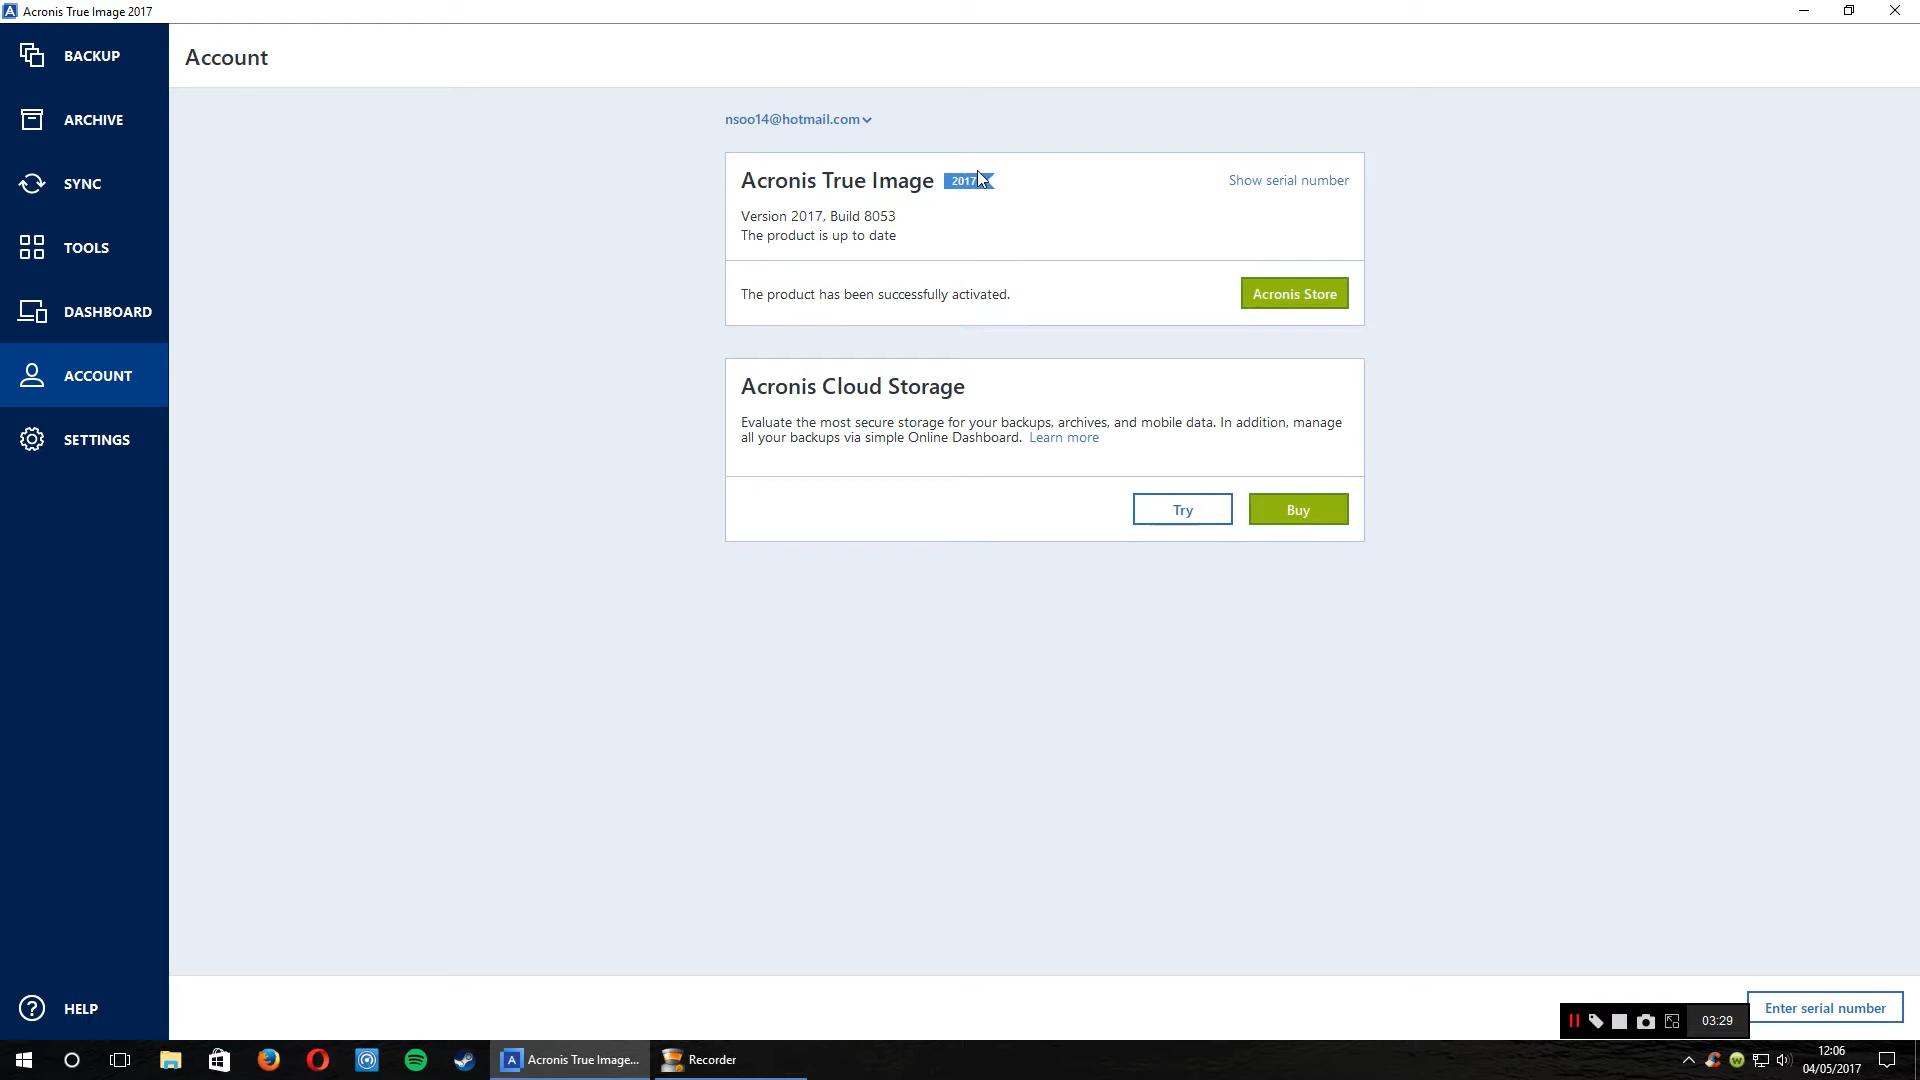 Acronis True Image 2017
BACKUP
ARCHIVE
SYNC
TOOLS
DASHBOARD
ACCOUNT
SETTINGS
HELP
Account
nsoo14@hotmail.com
Acronis True Image 2017
Show serial number
Version 2017, Build 8053
The product is up to date
The product has been successfully activated.
Acronis Store
Acronis Cloud Storage
Evaluate the most secure storage for your backups, archives, and mobile data. In addition, manage
all your backups via simple Online Dashboard. Learn more
Try
Buy
Enter serial number
03:29
Acronis True Image...
Recorder
12:06
04/05/2017